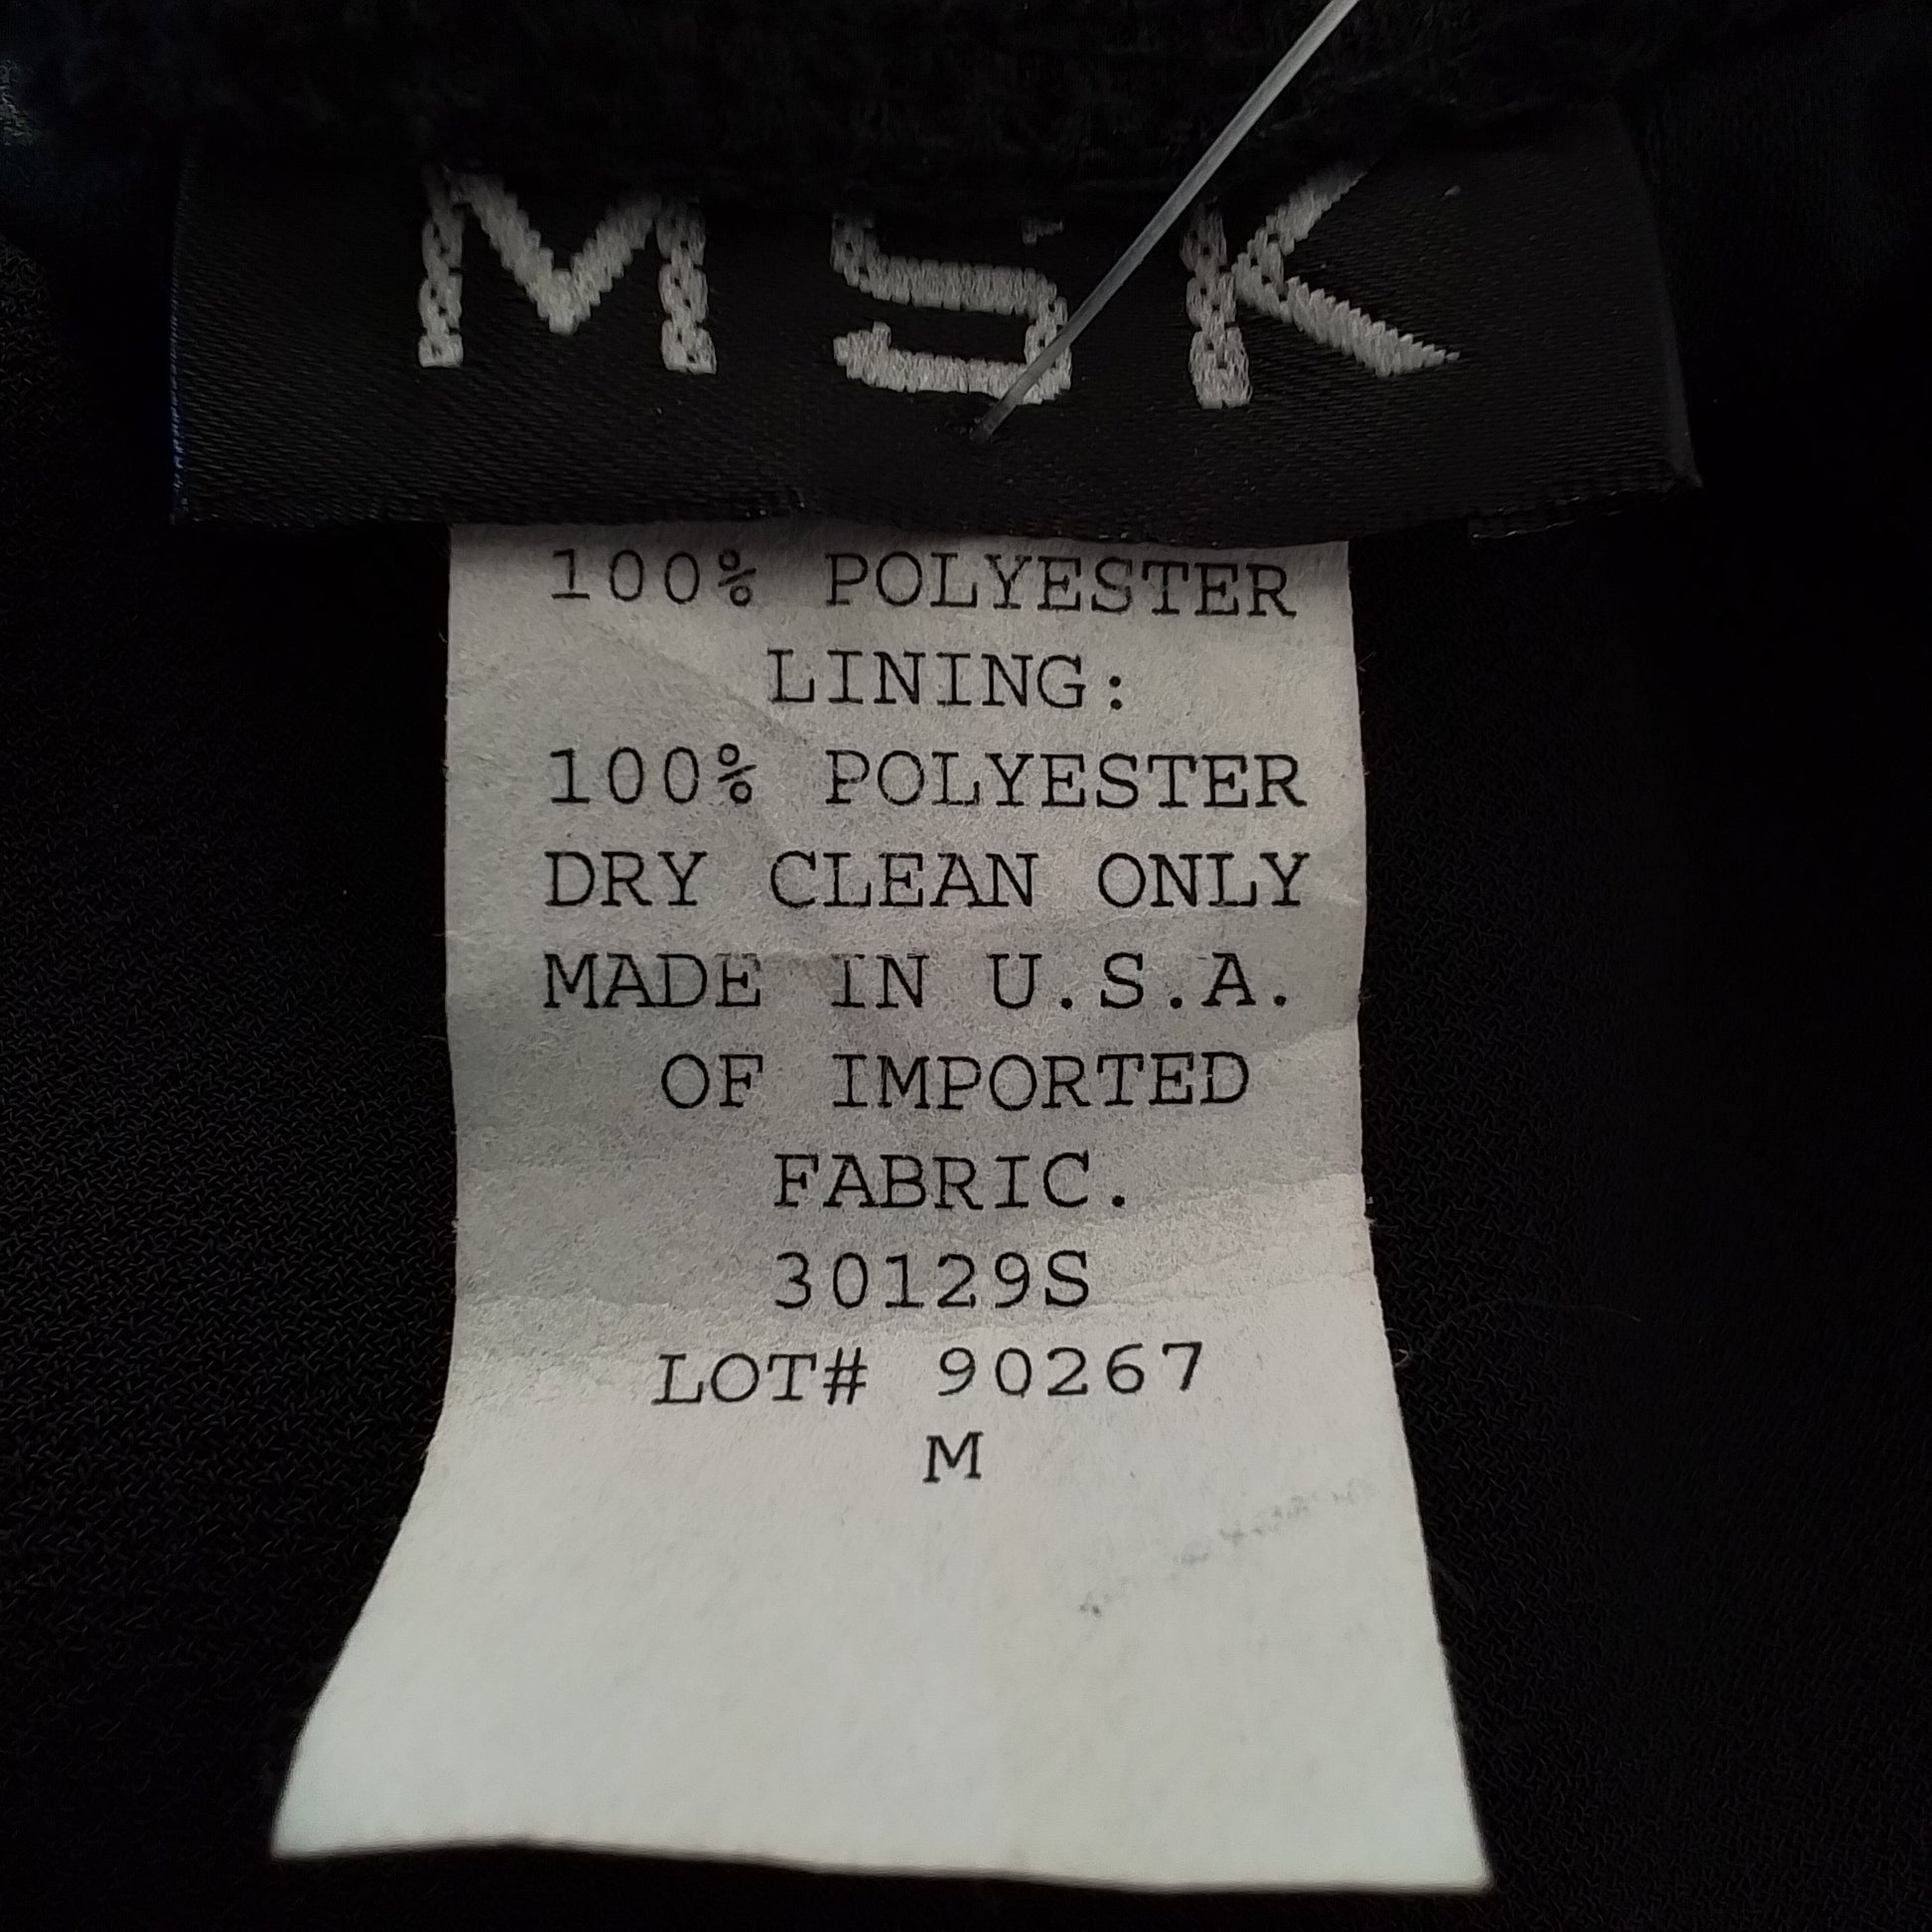 MSK
100% POLYESTER
LINING:
100% POLYESTER
DRY CLEAN ONLY
MADE IN U.S.A.
OF IMPORTED
FABRIC.
30129S
LOT# 90267
M